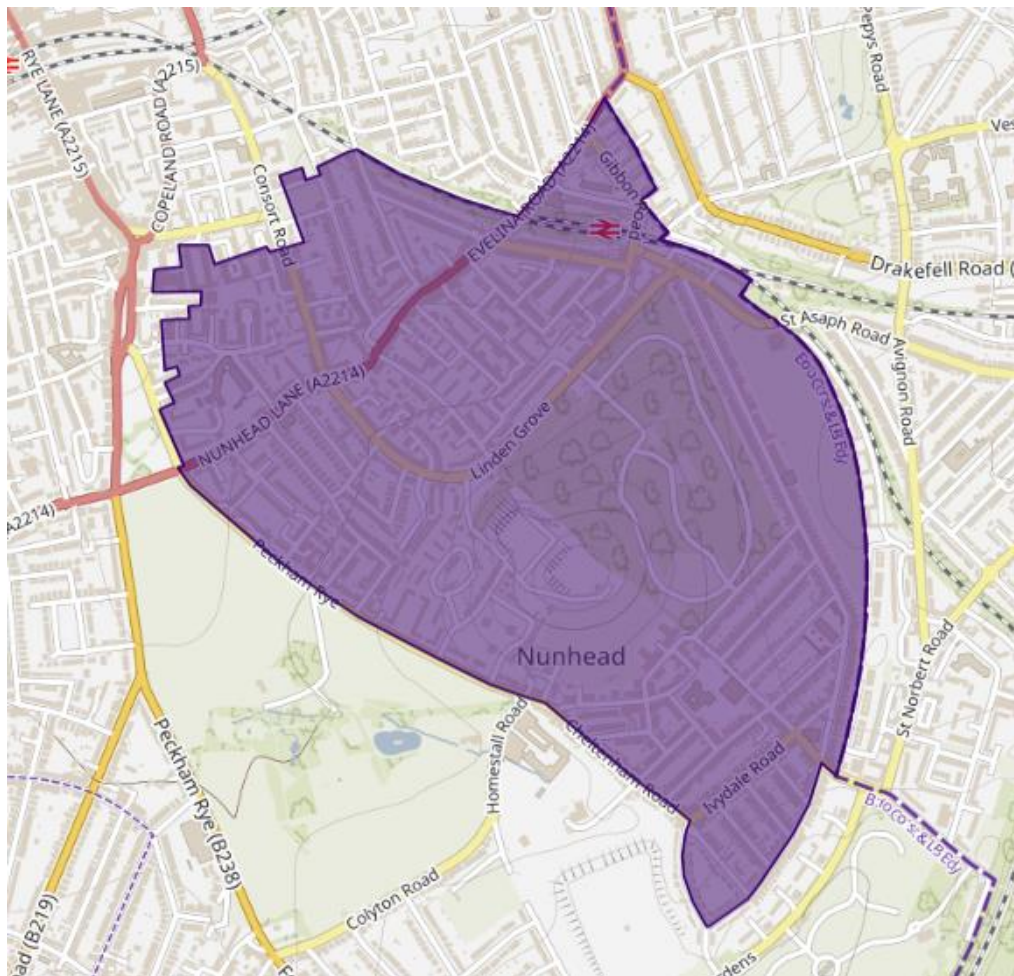 Pepys Road
RYE LANE (A2215)
COPELAND ROAD (A2215)
Consort Road
EVELINA ROAD (A2214)
Gibbon Road
Drakefell Road (
St Asaph Road
Avignon Road
NUNHEAD LANE (A2214)
Linden Grove
A2214)
Peckham Rye
Nunhead
St Norbert Road
Cheltenham Road
Ivydale Road
Homestall Road
Peckham Rye (B238)
Colyton Road
ad (B219)
dens